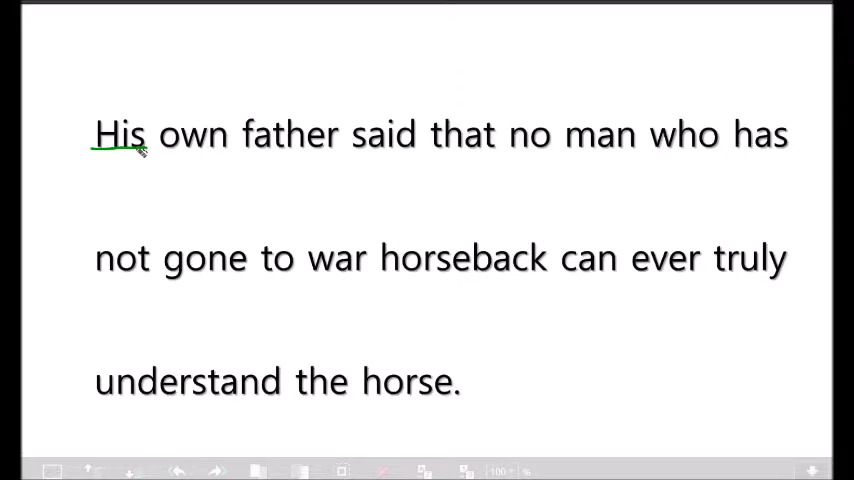 His own father said that no man who has
not gone to war horseback can ever truly
understand the horse.
100 %